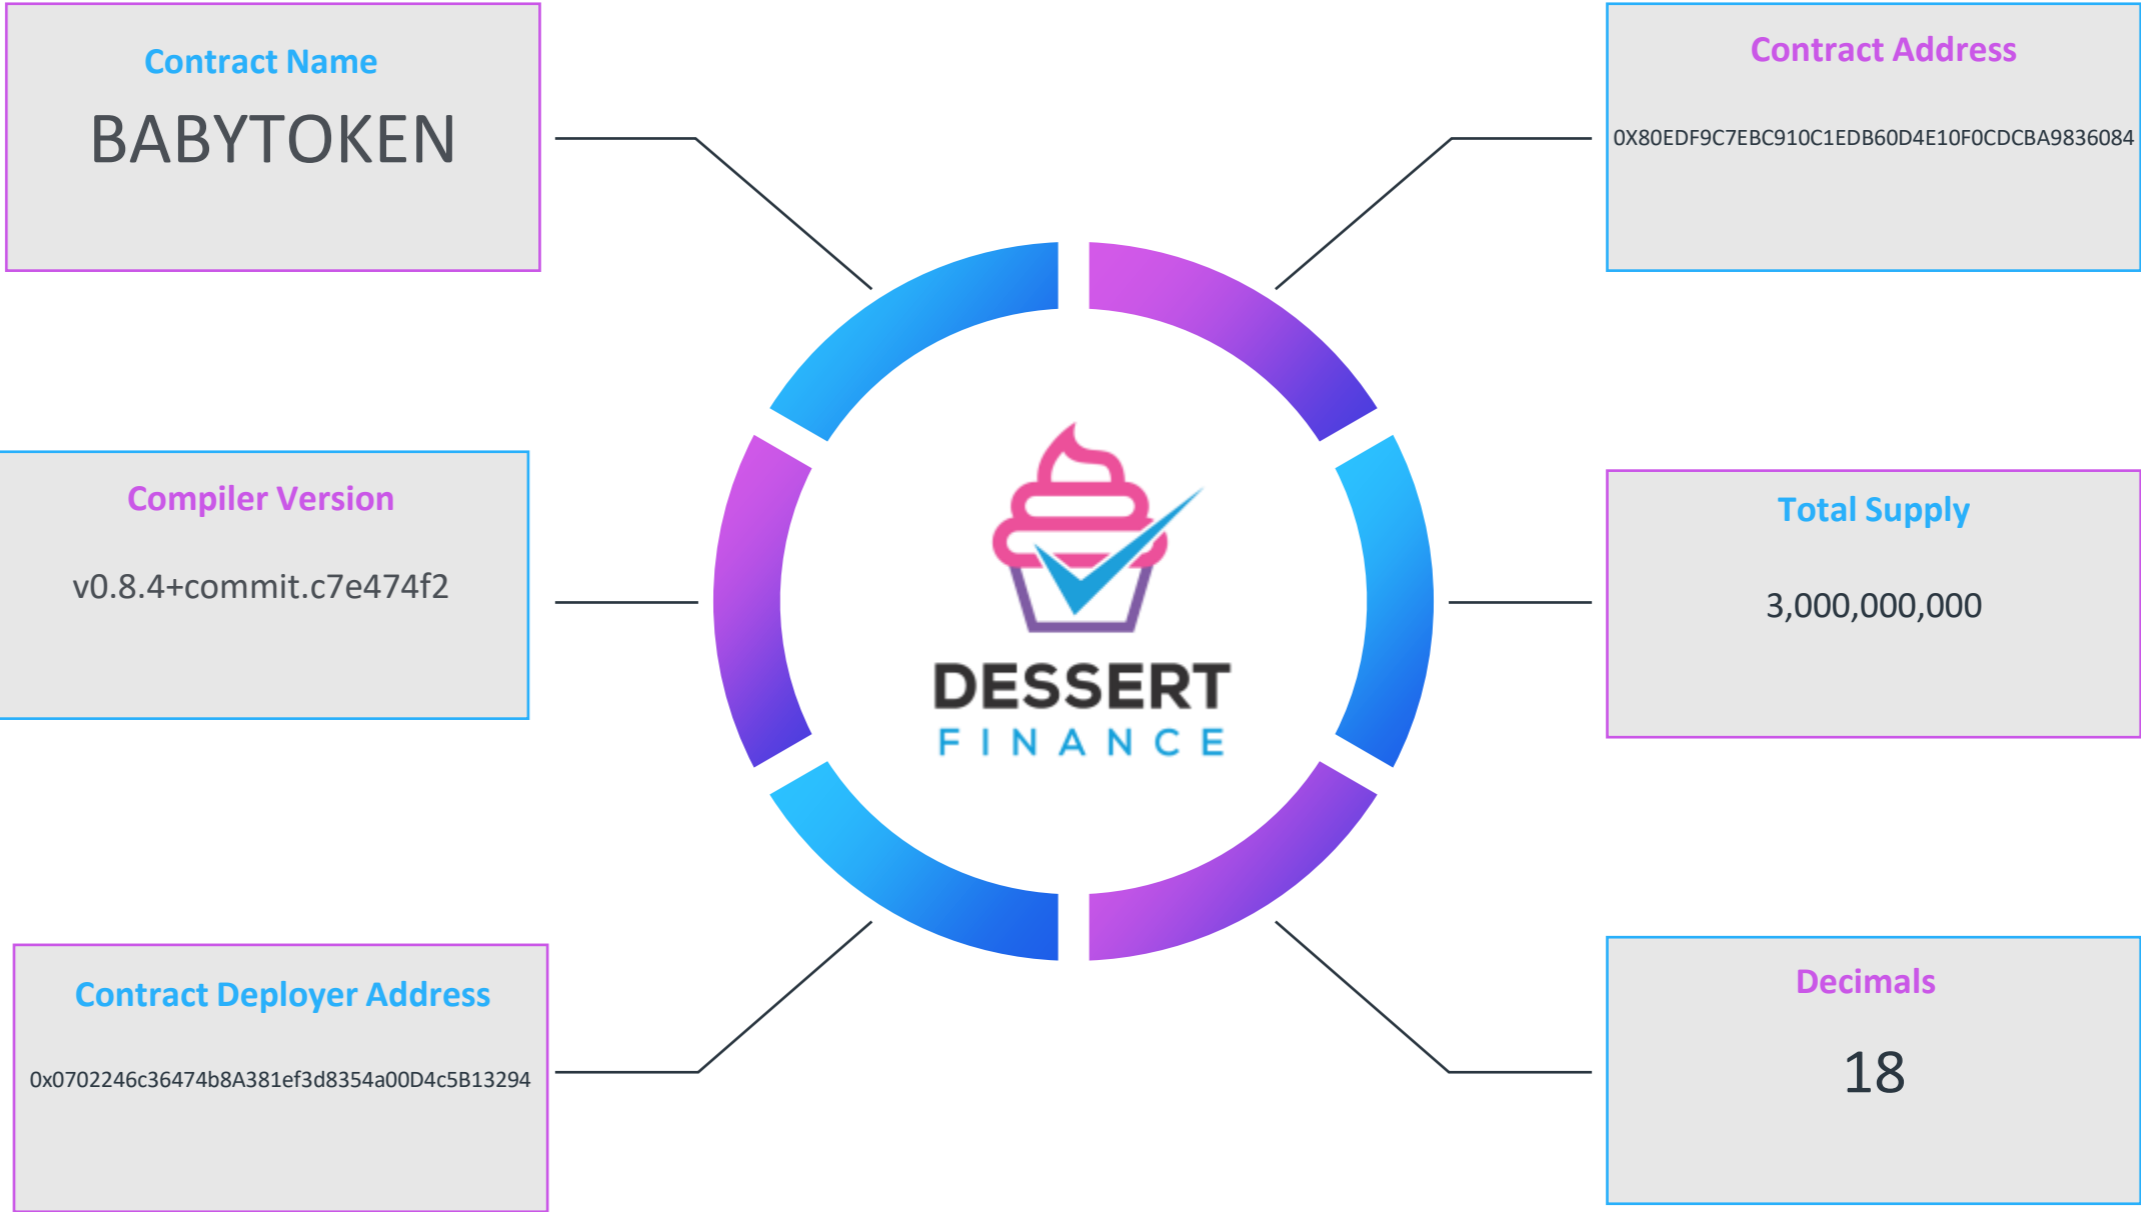 Contract Name
BABYTOKEN
Contract Address
0X80EDF9C7EBC910C1EDB60D4E10F0CDCBA9836084
Compiler Version
v0.8.4+commit.c7e474f2
DESSERT
FINANCE
Total Supply
3,000,000,000
Contract Deployer Address
0x0702246c36474b8A381ef3d8354a00D4c5B13294
Decimals
18